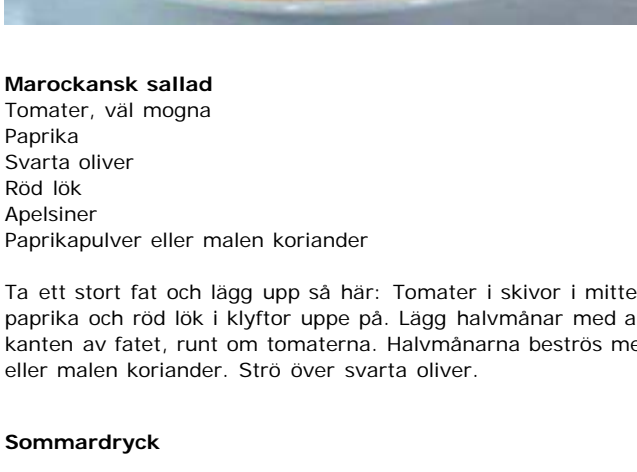 Marockansk sallad
Tomater, väl mogna
Paprika
Svarta oliver
Röd lök
Apelsiner
Paprikapulver eller malen koriander
Ta ett stort fat och lägg upp så här: Tomater i skivor i mitte
paprika och röd lök i klyftor uppe på. Lägg halvmånar med a
kanten av fatet, runt om tomaterna. Halvmånarna beströs me
eller malen koriander. Strö över svarta oliver.
Sommardryck